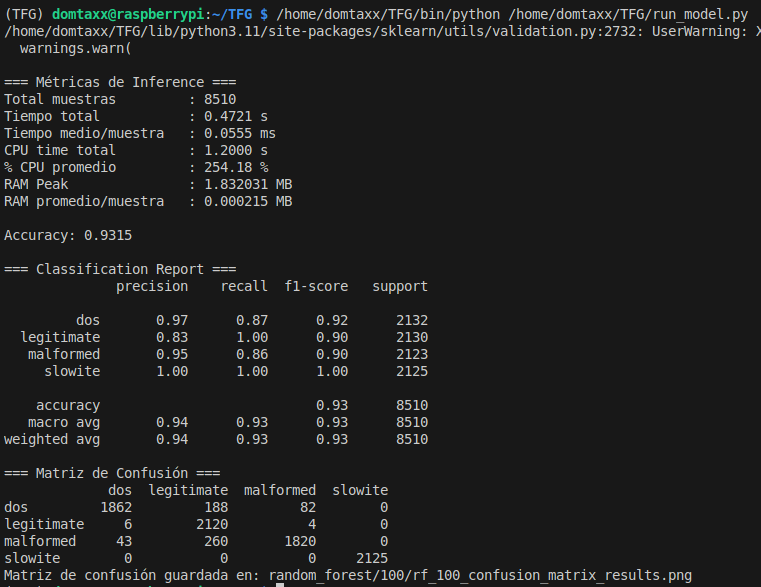 (TFG) domtaxx@raspberrypi:~/TFG $ /home/domtaxx/TFG/bin/python /home/domtaxx/TFG/run_model.py
/home/domtaxx/TFG/lib/python3.11/site-packages/sklearn/utils/validation.py:2732: UserWarning: X
  warnings.warn(

=== Métricas de Inference ===
Total muestras         : 8510
Tiempo total           : 0.4721 s
Tiempo medio/muestra   : 0.0555 ms
CPU time total         : 1.2000 s
% CPU promedio         : 254.18 %
RAM Peak               : 1.832031 MB
RAM promedio/muestra   : 0.000215 MB

Accuracy: 0.9315

=== Classification Report ===
              precision    recall  f1-score   support

         dos       0.97      0.87      0.92      2132
  legitimate       0.83      1.00      0.90      2130
   malformed       0.95      0.86      0.90      2123
     slowite       1.00      1.00      1.00      2125

    accuracy                           0.93      8510
   macro avg       0.94      0.93      0.93      8510
weighted avg       0.94      0.93      0.93      8510

=== Matriz de Confusión ===
             dos  legitimate  malformed  slowite
dos         1862         188         82        0
legitimate     6        2120          4        0
malformed     43         260       1820        0
slowite        0           0          0     2125
Matriz de confusión guardada en: random_forest/100/rf_100_confusion_matrix_results.png